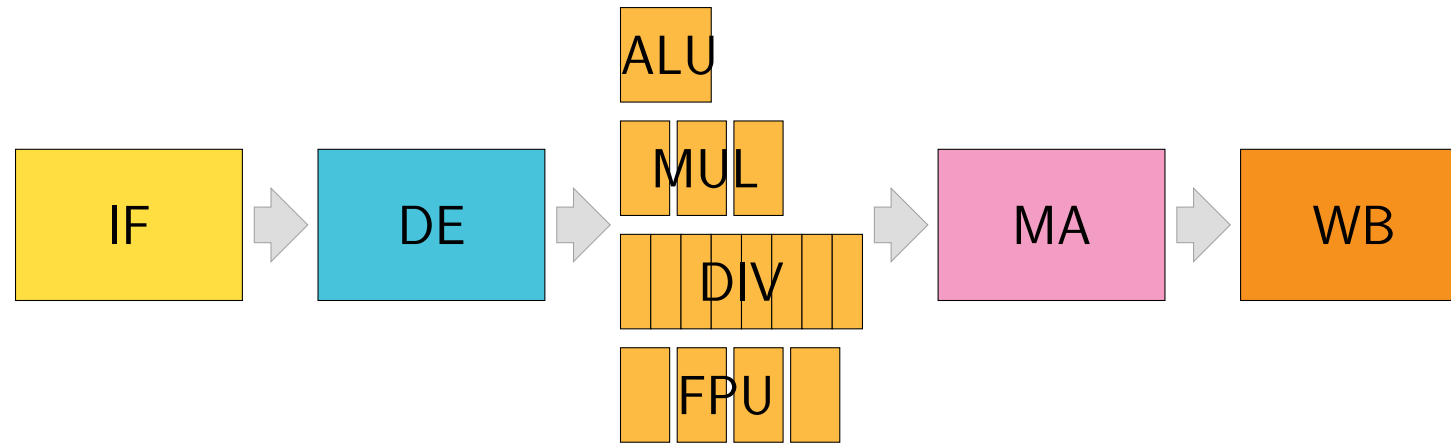 IF
DE
ALU
MUL
DIV
FPU
MA
WB